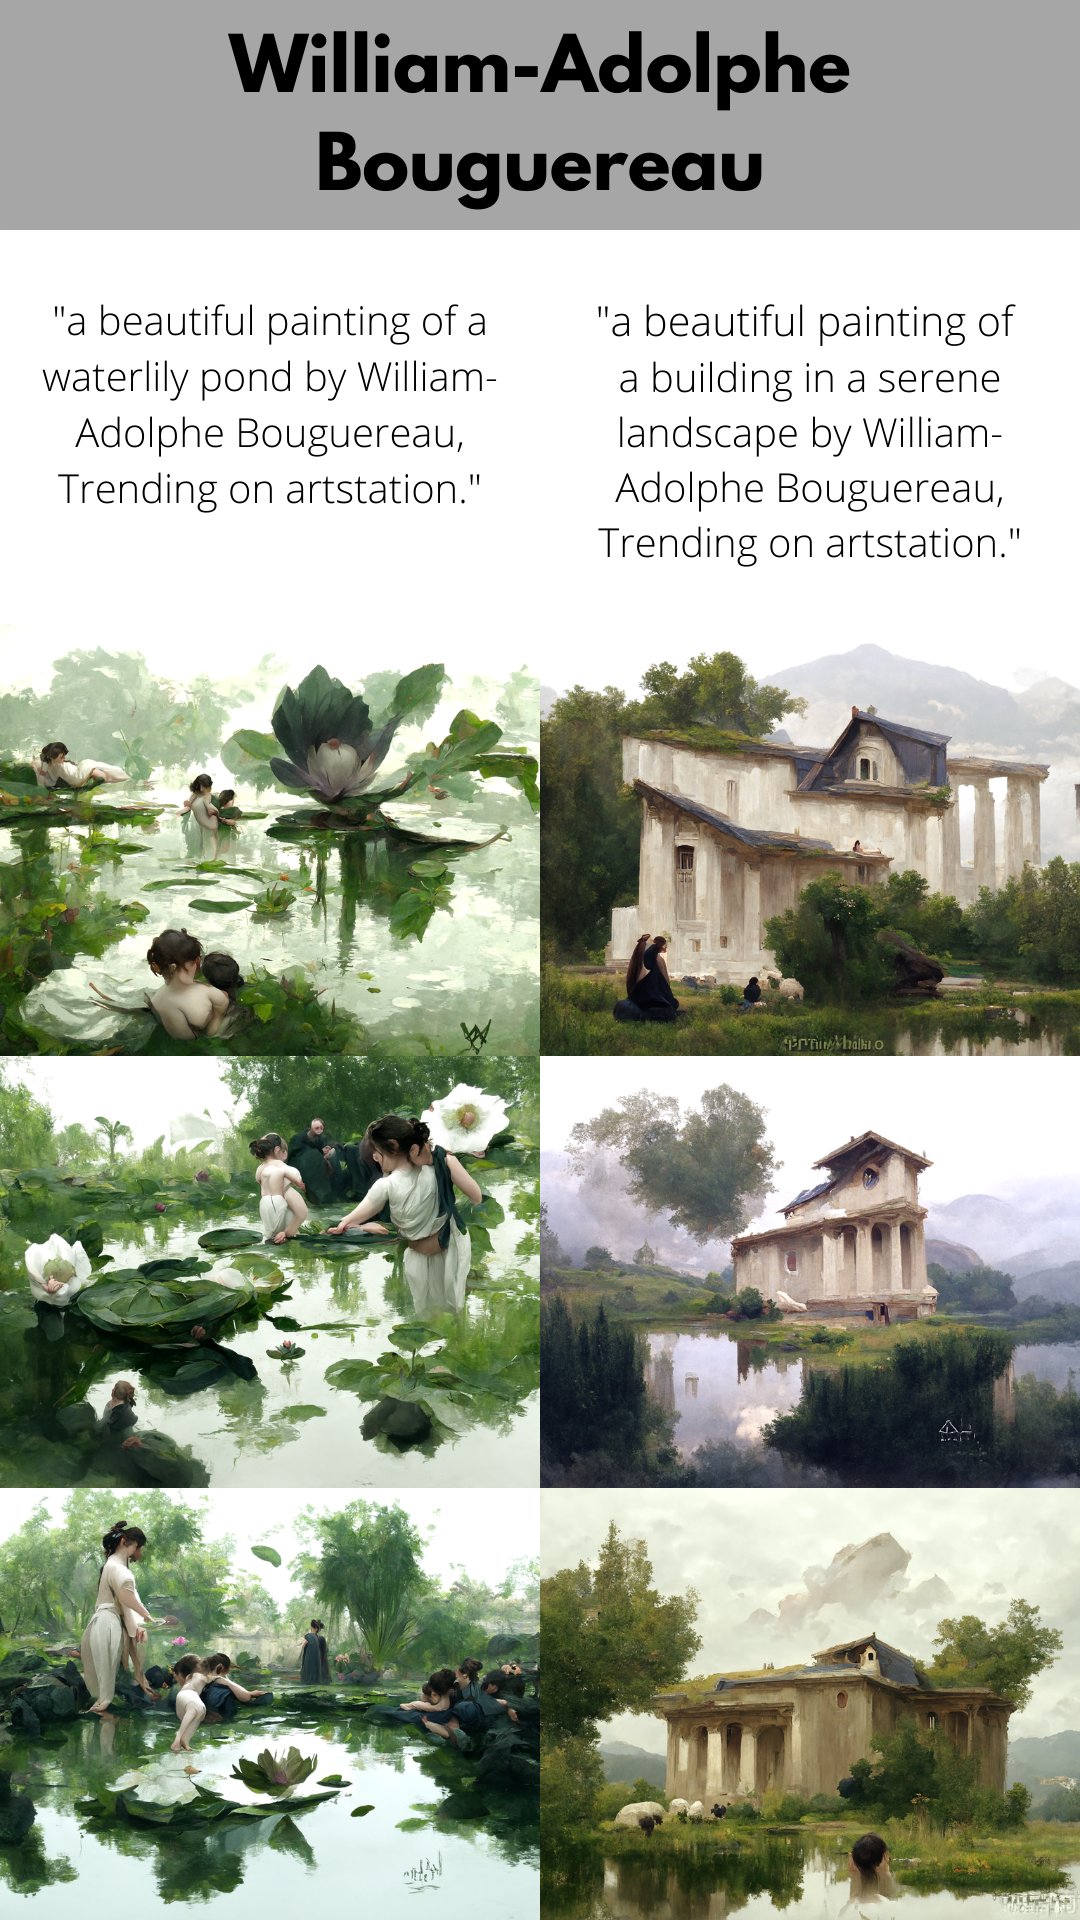 William-Adolphe
Bouguereau
"a beautiful painting of a
waterlily pond by William-
Adolphe Bouguereau,
Trending on artstation."
"a beautiful painting of
a building in a serene
landscape by William-
Adolphe Bouguereau,
Trending on artstation."